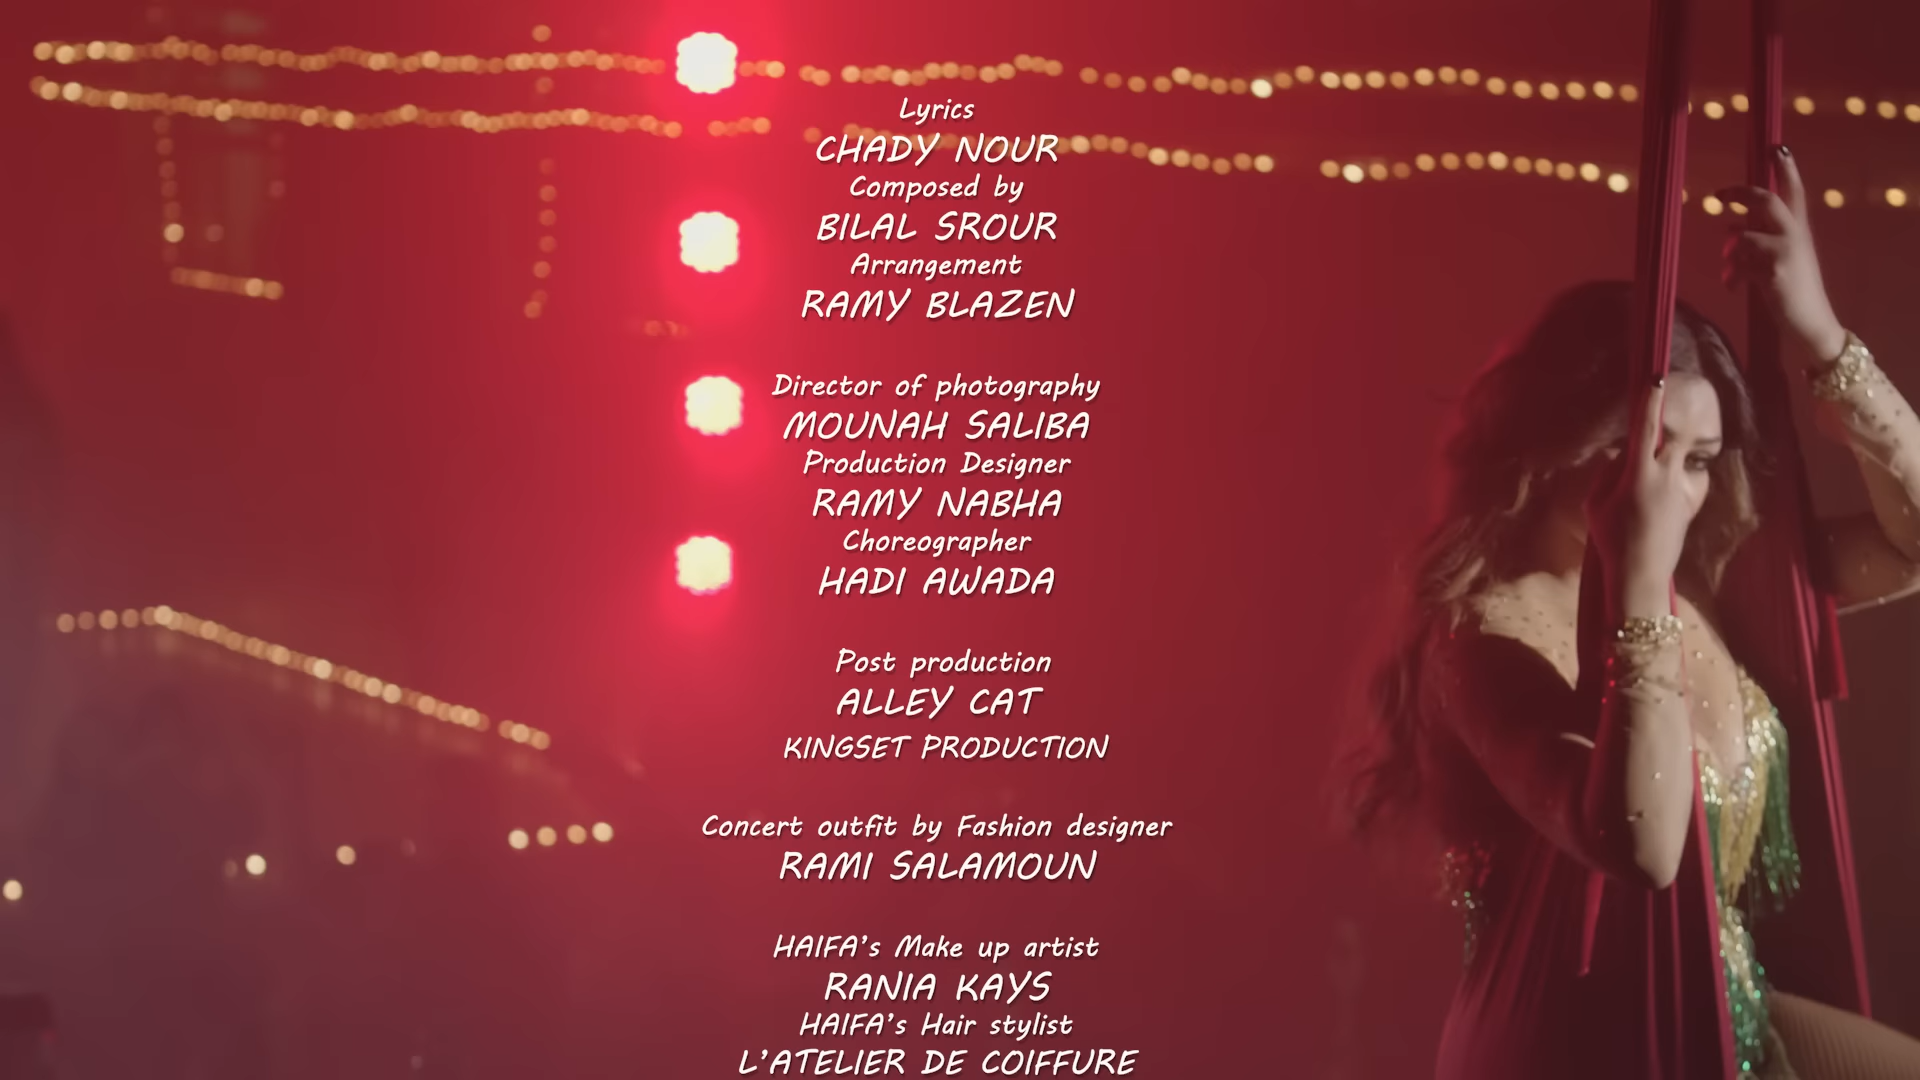 Lyrics
CHADY NOUR
Composed by
BILAL SROUR
Arrangement
RAMY BLAZEN
Director of photography
MOUNAH SALIBA
Production Designer
RAMY NABHA
Choreographer
HADI AWADA
Post production
ALLEY CAT
KINGSET PRODUCTION
Concert outfit by Fashion designer
RAMI SALAMOUN
HAIFA's Make up artist
RANIA KAYS
HAIFA's Hair stylist
L'ATELIER DE COIFFURE